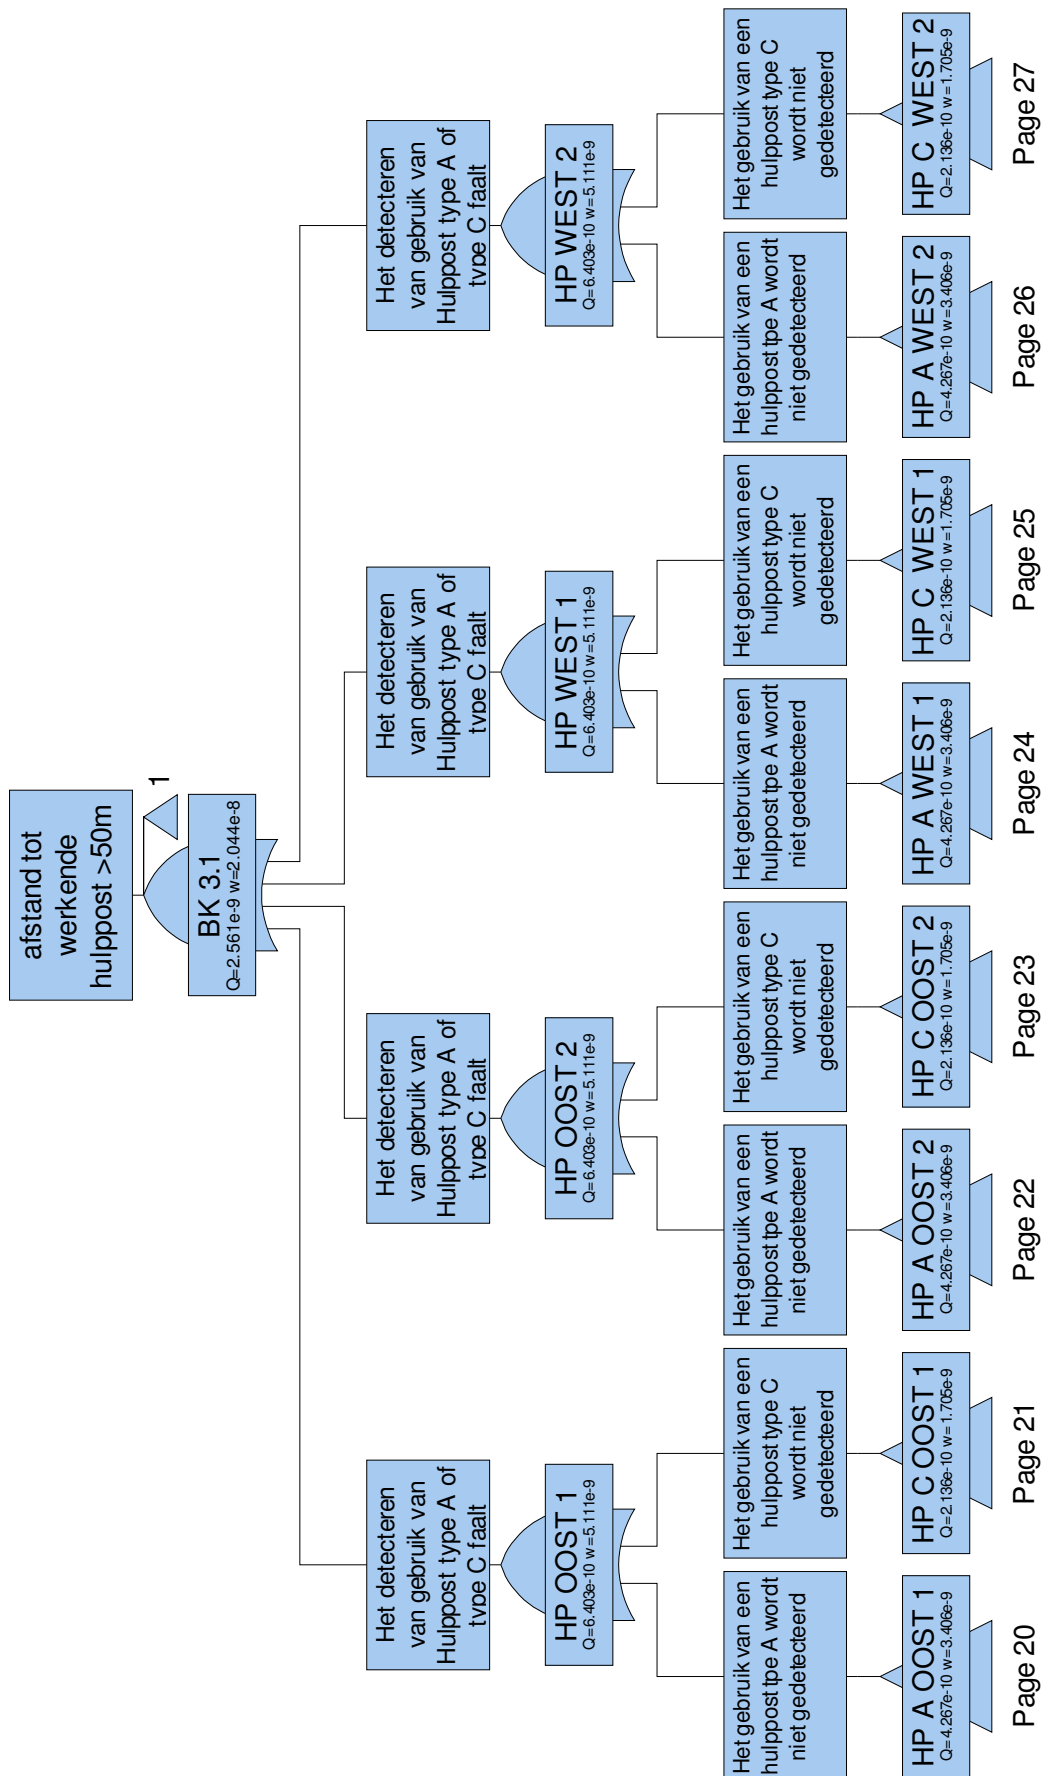 afstand tot
werkende
hulppost >50m
1
BK 3.1
Q=2.561e-9 w=2.044e-8
Het detecteren
van gebruik van
Hulppost type A of
type C faalt
HP OOST 1
Q=6.403e-10 w=5.111e-9
Het detecteren
van gebruik van
Hulppost type A of
type C faalt
HP OOST 2
Q=6.403e-10 w=5.111e-9
Het detecteren
van gebruik van
Hulppost type A of
type C faalt
HP WEST 1
Q=6.403e-10 w=5.111e-9
Het detecteren
van gebruik van
Hulppost type A of
type C faalt
HP WEST 2
Q=6.403e-10 w=5.111e-9
Het gebruik van een
hulppost tpe A wordt
niet gedetecteerd
HP A OOST 1
Q=4.267e-10 w=3.406e-9
Page 20
Het gebruik van een
hulppost type C
wordt niet
gedetecteerd
HP C OOST 1
Q=2.136e-10 w=1.705e-9
Page 21
Het gebruik van een
hulppost tpe A wordt
niet gedetecteerd
HP A OOST 2
Q=4.267e-10 w=3.406e-9
Page 22
Het gebruik van een
hulppost type C
wordt niet
gedetecteerd
HP C OOST 2
Q=2.136e-10 w=1.705e-9
Page 23
Het gebruik van een
hulppost tpe A wordt
niet gedetecteerd
HP A WEST 1
Q=4.267e-10 w=3.406e-9
Page 24
Het gebruik van een
hulppost type C
wordt niet
gedetecteerd
HP C WEST 1
Q=2.136e-10 w=1.705e-9
Page 25
Het gebruik van een
hulppost tpe A wordt
niet gedetecteerd
HP A WEST 2
Q=4.267e-10 w=3.406e-9
Page 26
Het gebruik van een
hulppost type C
wordt niet
gedetecteerd
HP C WEST 2
Q=2.136e-10 w=1.705e-9
Page 27